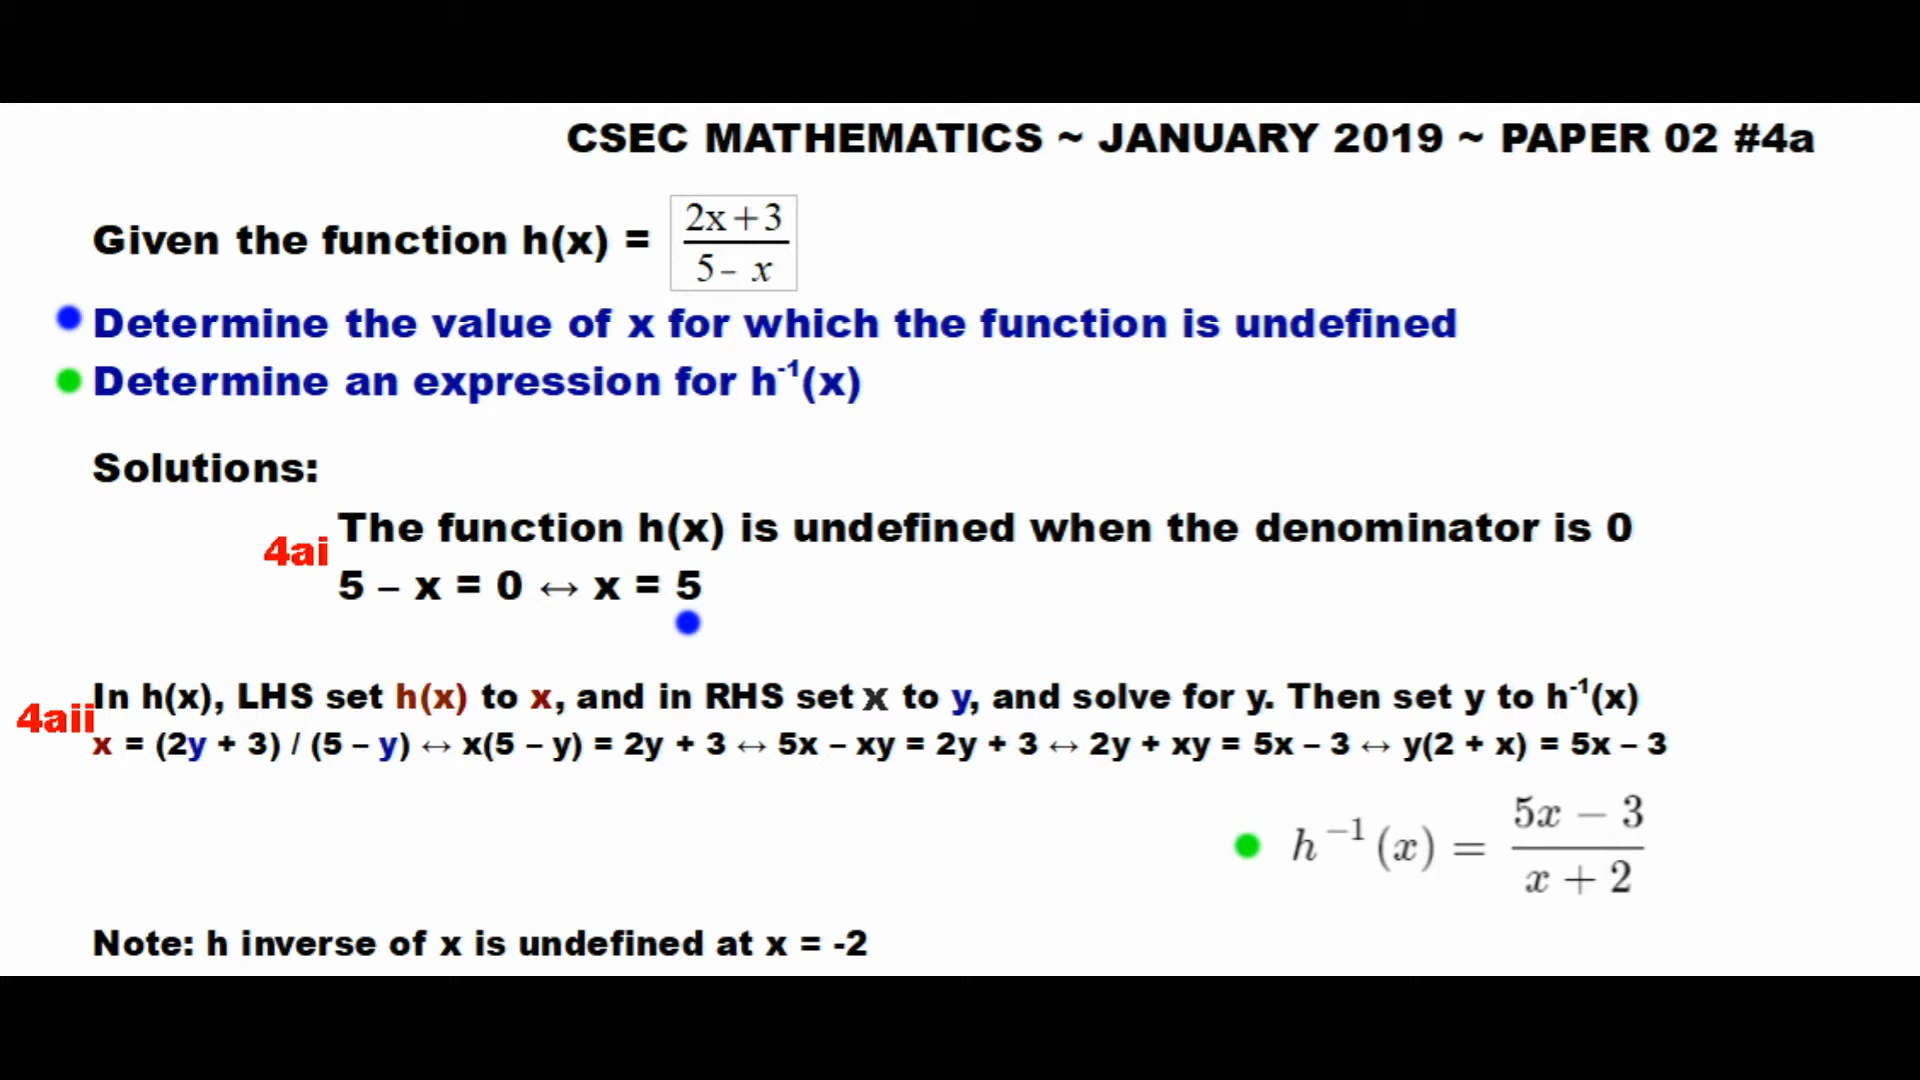 CSEC MATHEMATICS ~ JANUARY 2019 ~ PAPER 02 #4a
Given the function h(x) = (2x+3)/(5- x)
Determine the value of x for which the function is undefined
Determine an expression for h⁻¹(x)
Solutions:
4ai The function h(x) is undefined when the denominator is 0
5 – x = 0 ↔ x = 5
4aii In h(x), LHS set h(x) to x, and in RHS set x to y, and solve for y. Then set y to h⁻¹(x)
x = (2y + 3) / (5 – y) ↔ x(5 – y) = 2y + 3 ↔ 5x – xy = 2y + 3 ↔ 2y + xy = 5x – 3 ↔ y(2 + x) = 5x – 3
h⁻¹(x) = (5x − 3)/(x + 2)
Note: h inverse of x is undefined at x = -2